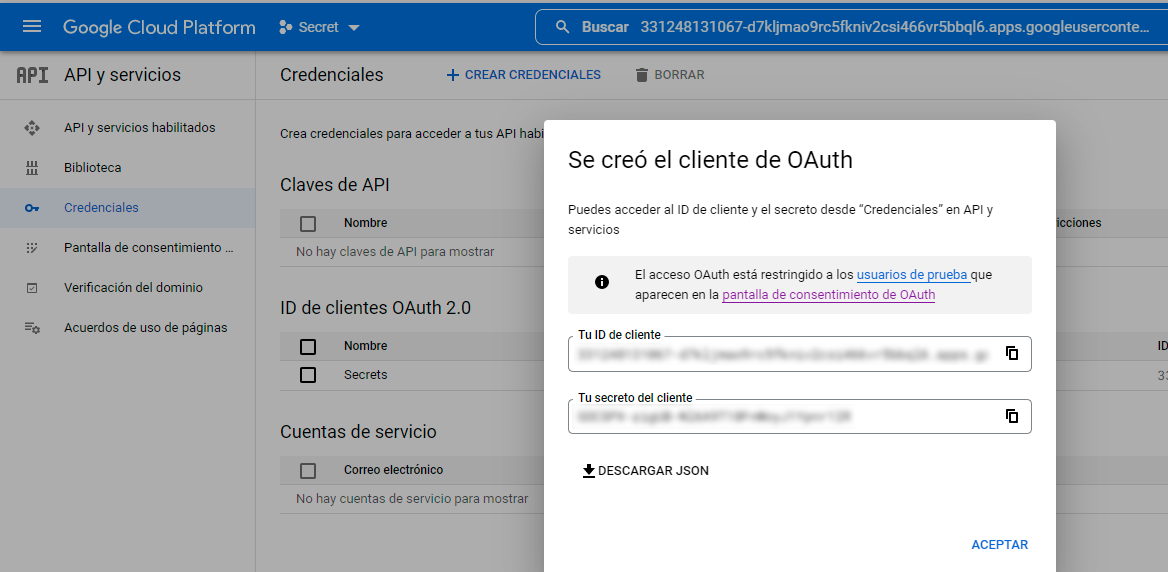 Google Cloud Platform
Secret
Buscar 331248131067-d7kljmao9rc5fkniv2csi466vr5bbql6.apps.googleuserconte...
API API y servicios
Credenciales
CREAR CREDENCIALES
BORRAR
API y servicios habilitados
Biblioteca
Credenciales
Pantalla de consentimiento ...
Verificación del dominio
Acuerdos de uso de páginas
Crea credenciales para acceder a tus API habi
Claves de API
Nombre
ricciones
No hay claves de API para mostrar
ID de clientes OAuth 2.0
Nombre
ID
Secrets
33
Cuentas de servicio
Correo electrónico
No hay cuentas de servicio para mostrar
Se creó el cliente de OAuth
Puedes acceder al ID de cliente y el secreto desde “Credenciales” en API y
servicios
El acceso OAuth está restringido a los usuarios de prueba que
aparecen en la pantalla de consentimiento de OAuth
Tu ID de cliente
Tu secreto del cliente
DESCARGAR JSON
ACEPTAR